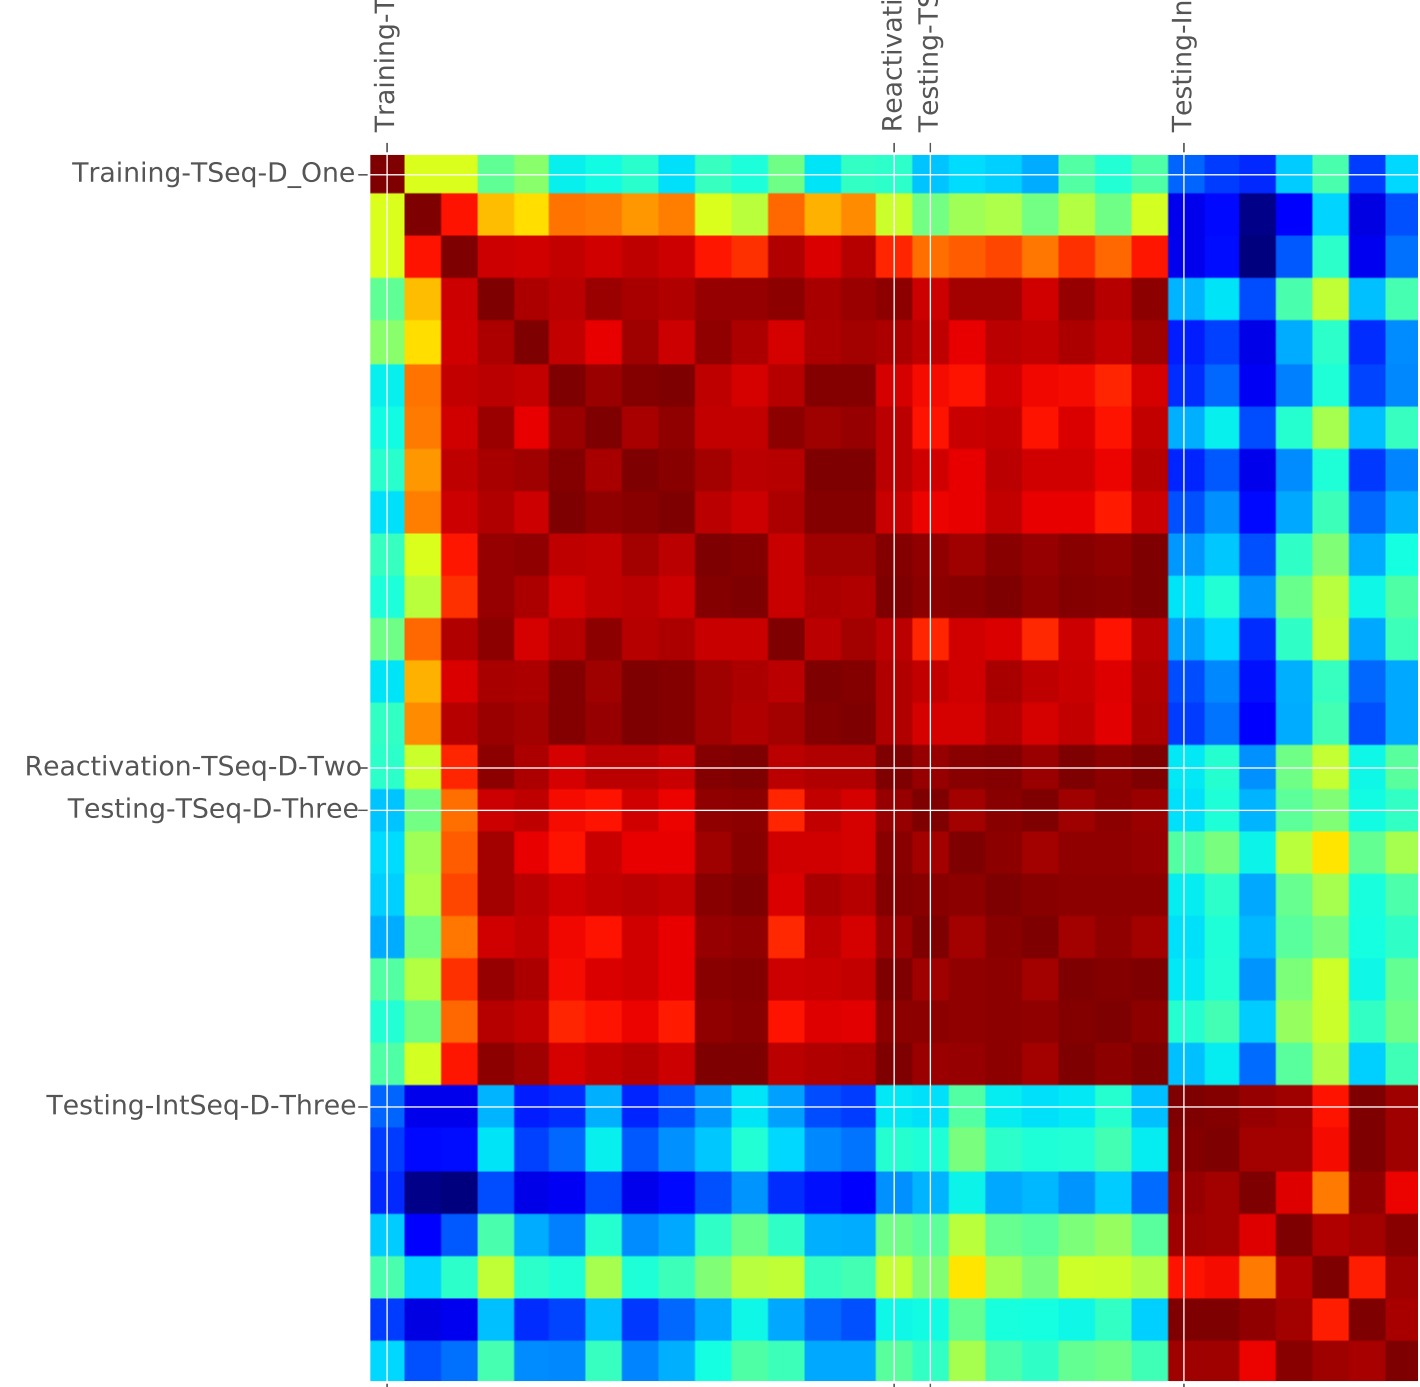 Training-T
Reactivati
Testing-TS
Testing-In
Training-TSeq-D_One
Reactivation-TSeq-D-Two
Testing-TSeq-D-Three
Testing-IntSeq-D-Three